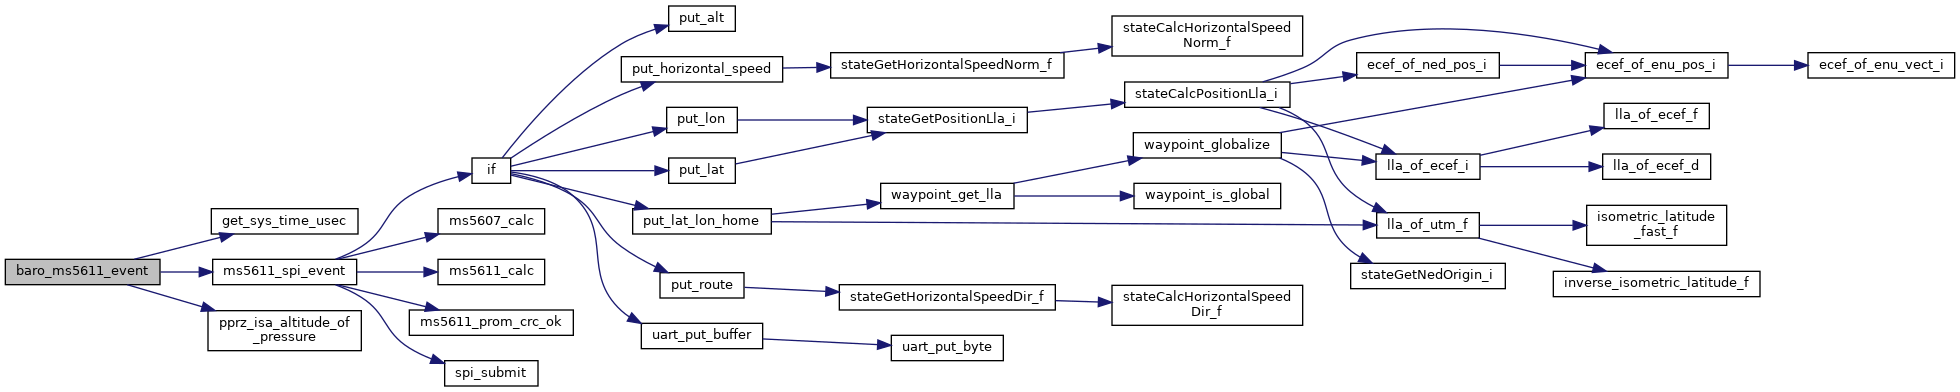 baro_ms5611_event
get_sys_time_usec
ms5611_spi_event
pprz_isa_altitude_of
_pressure
if
ms5607_calc
ms5611_calc
ms5611_prom_crc_ok
spi_submit
put_alt
put_horizontal_speed
put_lon
put_lat
put_lat_lon_home
put_route
uart_put_buffer
stateGetHorizontalSpeedNorm_f
stateGetPositionLla_i
waypoint_get_lla
stateGetHorizontalSpeedDir_f
uart_put_byte
stateCalcHorizontalSpeed
Norm_f
stateCalcPositionLla_i
waypoint_globalize
waypoint_is_global
stateCalcHorizontalSpeed
Dir_f
ecef_of_ned_pos_i
lla_of_ecef_i
lla_of_utm_f
stateGetNedOrigin_i
ecef_of_enu_pos_i
lla_of_ecef_f
lla_of_ecef_d
isometric_latitude
_fast_f
inverse_isometric_latitude_f
ecef_of_enu_vect_i